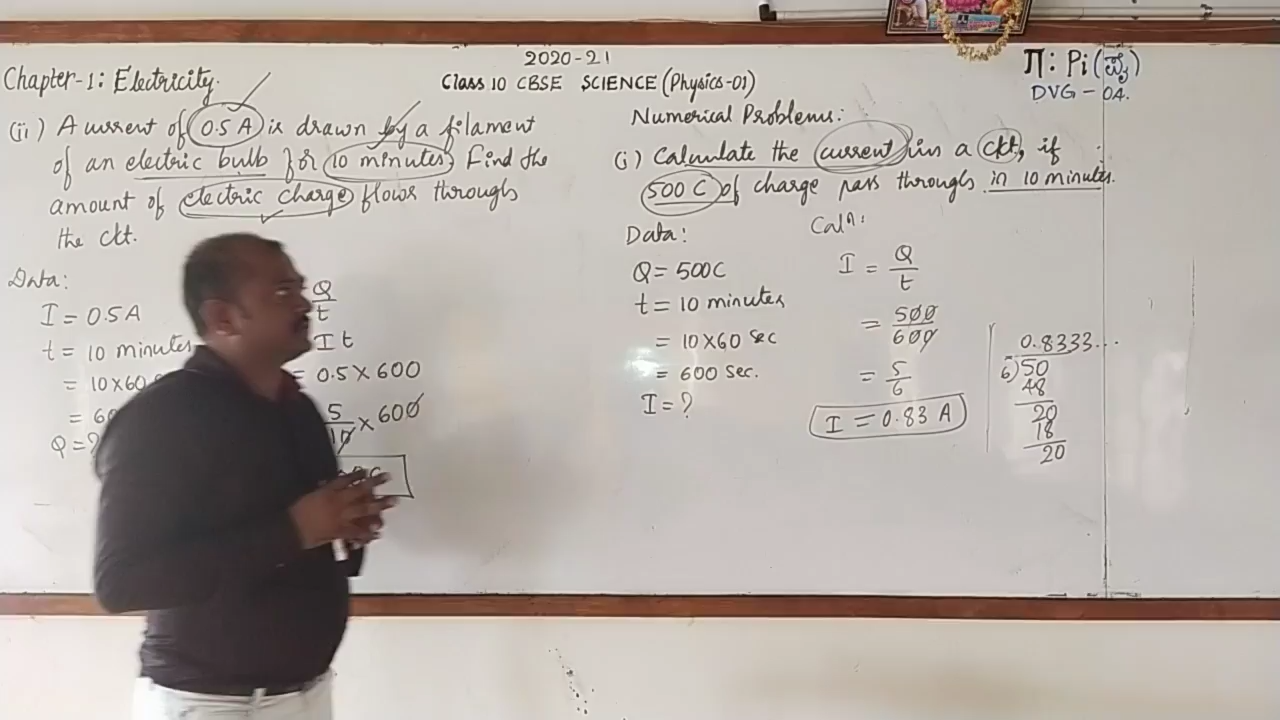 2020-21
Class 10 CBSE SCIENCE (Physics-01)
Π: Pi (ಪೈ)
DVG - 04.
Chapter-1: Electricity.
(ii) A current of 0.5 A is drawn by a filament
of an electric bulb for 10 minutes. Find the
amount of electric charge flows through
the ckt.
Data:
I = 0.5A
t = 10 minutes
= 10×60
= 60
Q = ?
Q
t
I t
= 0.5 × 600
5/10 × 600
Numerical Problems:
(i) Calculate the current in a ckt, if
500 C of charge pass through in 10 minutes.
Data:
Q = 500C
t = 10 minutes
= 10×60 sec
= 600 sec.
I = ?
Calⁿ:
I = Q/t
= 500/600
= 5/6
I = 0.83 A
0.8333...
6)50
48
20
18
20